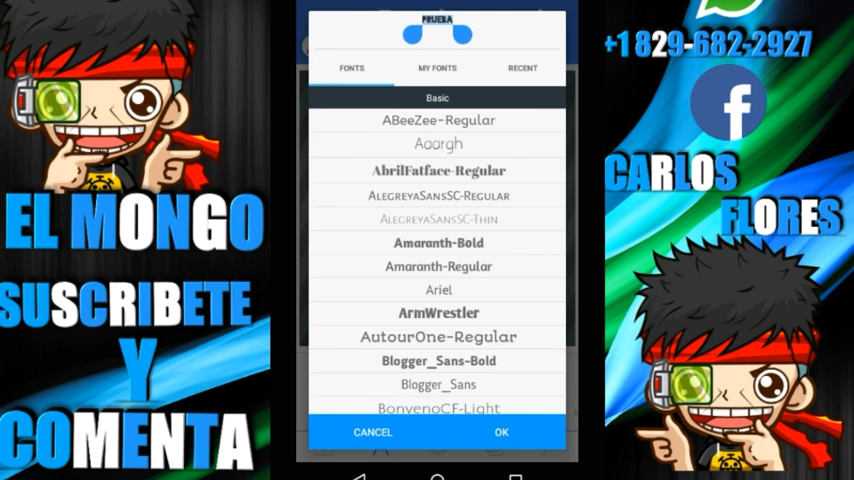 EL MONGO
SUSCRIBETE
Y
COMENTA
PRUEBA
FONTS
MY FONTS
RECENT
Basic
ABeeZee-Regular
Aaargh
AbrilFatface-Regular
AlegreyaSansSC-Regular
AlegreyaSansSC-Thin
Amaranth-Bold
Amaranth-Regular
Ariel
ArmWrestler
AutourOne-Regular
Blogger_Sans-Bold
Blogger_Sans
BonvenoCF-Light
CANCEL
OK
+1 829-682-2927
f
CARLOS
FLORES